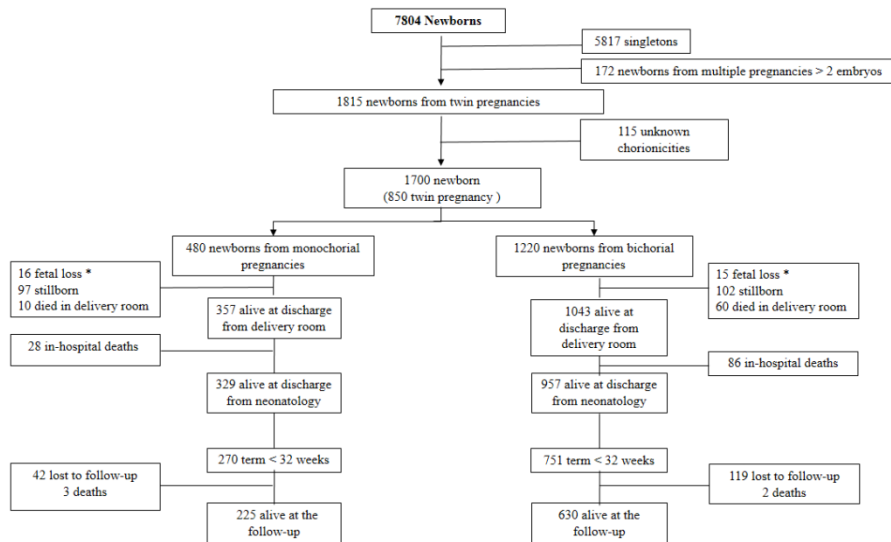 7804 Newborns
5817 singletons
172 newborns from multiple pregnancies > 2 embryos
1815 newborns from twin pregnancies
115 unknown
chorionicities
1700 newborn
(850 twin pregnancy )
480 newborns from monochorial
pregnancies
1220 newborns from bichorial
pregnancies
16 fetal loss *
97 stillborn
10 died in delivery room
15 fetal loss *
102 stillborn
60 died in delivery room
357 alive at discharge
from delivery room
1043 alive at
discharge from
delivery room
28 in-hospital deaths
86 in-hospital deaths
329 alive at discharge
from neonatology
957 alive at discharge
from neonatology
270 term < 32 weeks
751 term < 32 weeks
42 lost to follow-up
3 deaths
119 lost to follow-up
2 deaths
225 alive at the
follow-up
630 alive at the
follow-up